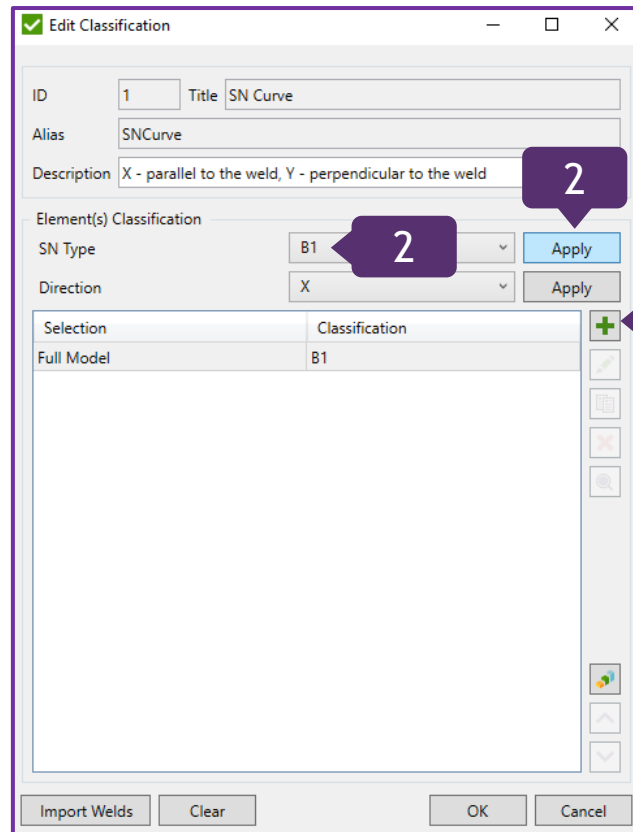 Edit Classification
ID 1 Title SN Curve
Alias SNCurve
Description X - parallel to the weld, Y - perpendicular to the weld
2
Element(s) Classification
SN Type B1 2 Apply
Direction X Apply
Selection Classification
Full Model B1
Import Welds Clear OK Cancel